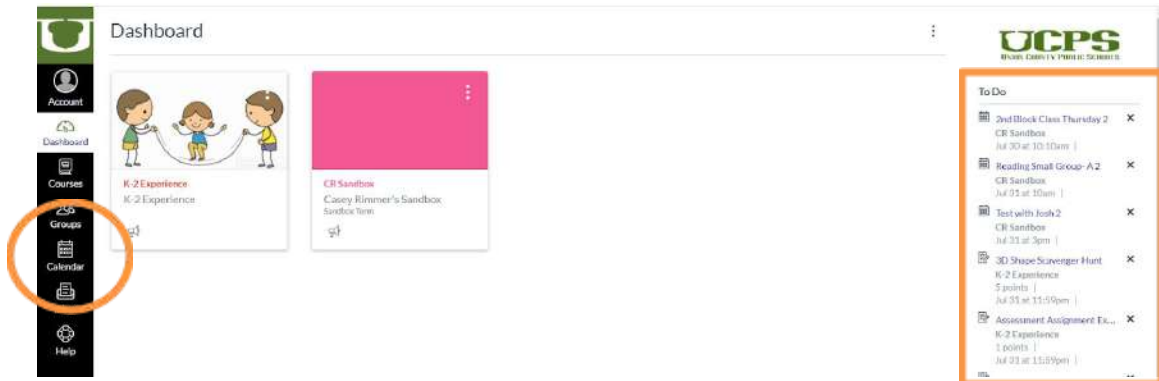 Dashboard
Account
Dashboard
Courses
Groups
Calendar
Help
K-2 Experience
K-2 Experience
CR Sandbox
Casey Rimmer's Sandbox
Sandbox Term
UCPS
UNION COUNTY PUBLIC SCHOOLS
To Do
2nd Block Class Thursday 2
CR Sandbox
Jul 30 at 10:10am |
Reading Small Group- A 2
CR Sandbox
Jul 31 at 10am |
Test with Josh 2
CR Sandbox
Jul 31 at 3pm |
3D Shape Scavenger Hunt
K-2 Experience
5 points |
Jul 31 at 11:59pm |
Assessment Assignment Ex...
K-2 Experience
1 points |
Jul 31 at 11:59pm |